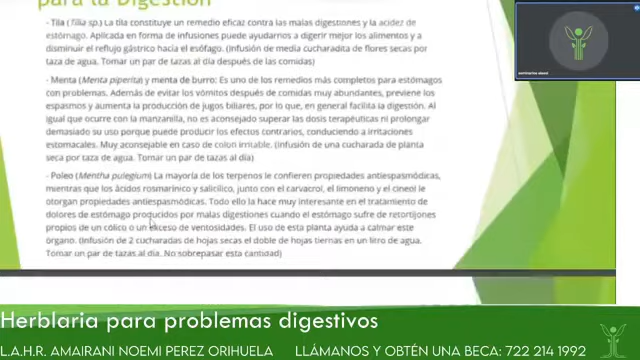 para la Digestión
- Tila (Tilia sp.) La tila constituye un remedio eficaz contra las malas digestiones y la acidez de
estómago. Aplicada en forma de infusiones puede ayudarnos a digerir mejor los alimentos y a
disminuir el reflujo gástrico hacia el esófago. (Infusión de media cucharadita de flores secas por
taza de agua. Tomar un par de tazas al día después de las comidas)
- Menta (Mentha piperita) y menta de burro: Es uno de los remedios más completos para estómagos
con problemas. Además de evitar los vómitos después de comidas muy abundantes, previene los
espasmos y aumenta la producción de jugos biliares, por lo que, en general facilita la digestión. Al
igual que ocurre con la manzanilla, no es aconsejado superar las dosis terapéuticas ni prolongar
demasiado su uso porque puede producir los efectos contrarios, conduciendo a irritaciones
estomacales. Muy aconsejable en caso de colon irritable. (Infusión de una cucharada de planta
seca por taza de agua. Tomar un par de tazas al día)
- Poleo (Mentha pulegium) La mayoría de los terpenos le confieren propiedades antiespasmódicas,
mientras que los ácidos rosmarínico y salicílico, junto con el carvacrol, el limoneno y el cineol le
otorgan propiedades antiespasmódicas. Todo ello la hace muy interesante en el tratamiento de
dolores de estómago producidos por malas digestiones cuando el estómago sufre de retortijones
propios de un cólico o un exceso de ventosidades. El uso de esta planta ayuda a calmar este
órgano. (Infusión de 2 cucharadas de hojas secas el doble de hojas tiernas en un litro de agua.
Tomar un par de tazas al día. No sobrepasar esta cantidad)
Herblaria para problemas digestivos
L.A.H.R. AMAIRANI NOEMI PEREZ ORIHUELA LLÁMANOS Y OBTÉN UNA BECA: 722 214 1992